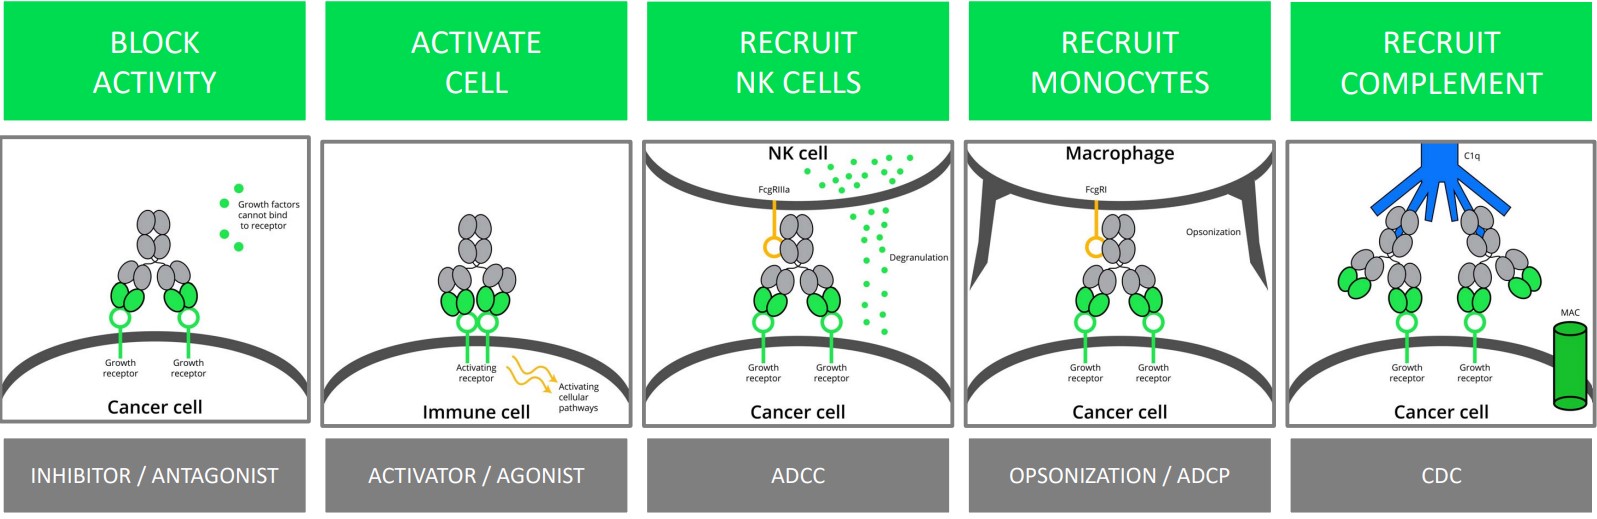 BLOCK
ACTIVITY
ACTIVATE
CELL
RECRUIT
NK CELLS
RECRUIT
MONOCYTES
RECRUIT
COMPLEMENT
Growth factors
cannot bind
to receptor
Growth
receptor
Growth
receptor
Cancer cell
Activating
receptor
Activating
cellular
pathways
Immune cell
NK cell
FcgRIIIa
Degranulation
Growth
receptor
Growth
receptor
Cancer cell
Macrophage
FcgRI
Opsonization
Growth
receptor
Growth
receptor
Cancer cell
C1q
MAC
Growth
receptor
Growth
receptor
Cancer cell
INHIBITOR / ANTAGONIST
ACTIVATOR / AGONIST
ADCC
OPSONIZATION / ADCP
CDC